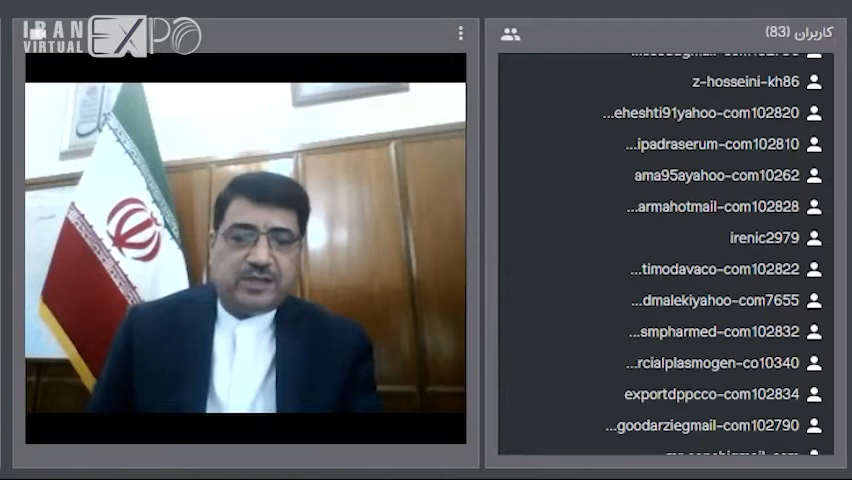 IRAN
VIRTUAL
EXPO
کاربران (83)
z-hosseini-kh86
...eheshti91yahoo-com102820
...ipadraserum-com102810
ama95ayahoo-com10262
...armahotmail-com102828
irenic2979
...timodavaco-com102822
...dmalekiyahoo-com7655
...smpharmed-com102832
...rcialplasmogen-co10340
exportdppcco-com102834
...goodarziegmail-com102790